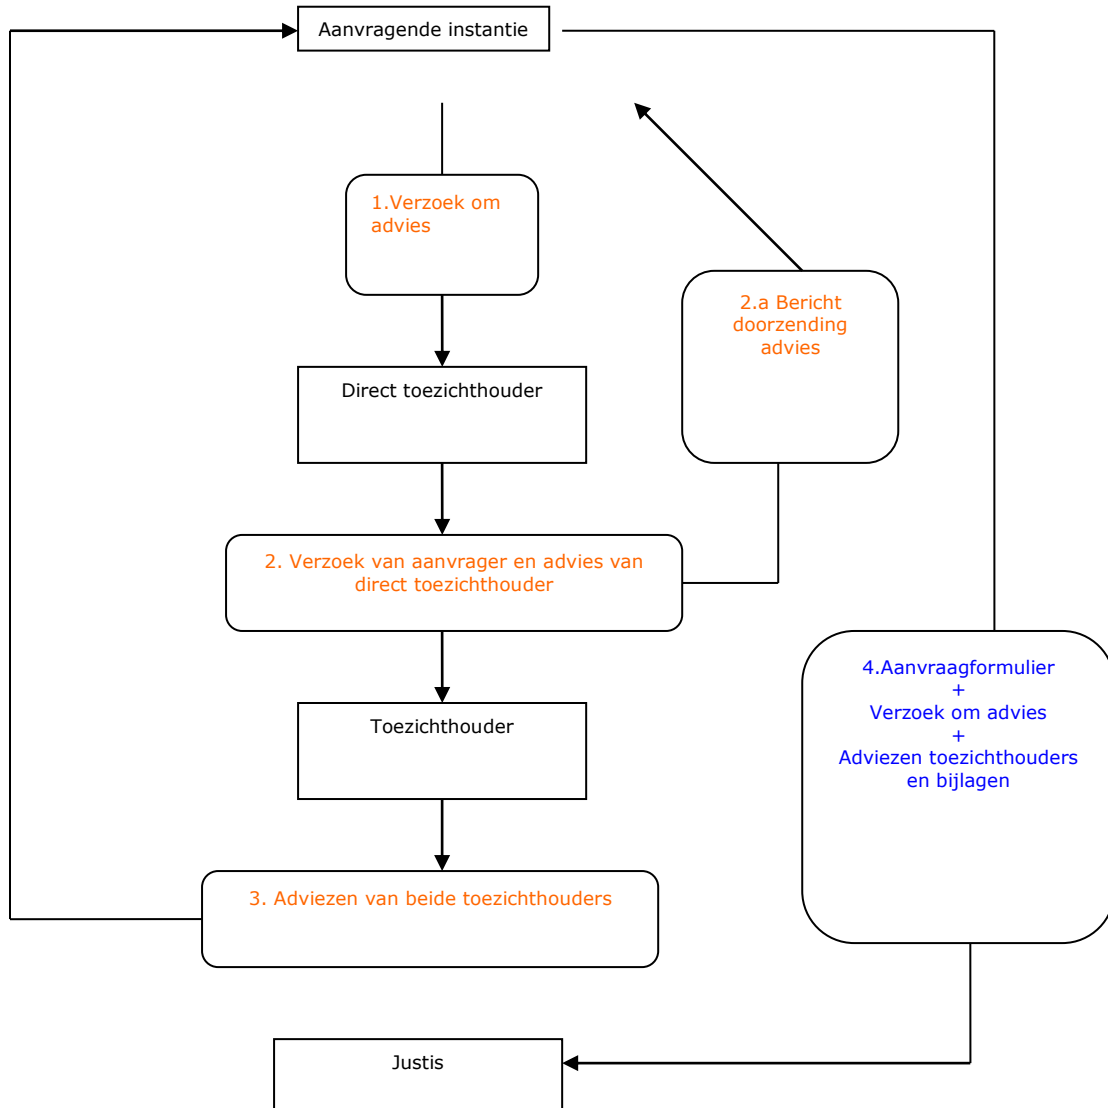 Aanvragende instantie
1.Verzoek om
advies
2.a Bericht
doorzending
advies
Direct toezichthouder
2. Verzoek van aanvrager en advies van
direct toezichthouder
4.Aanvraagformulier
+
Verzoek om advies
+
Adviezen toezichthouders
en bijlagen
Toezichthouder
3. Adviezen van beide toezichthouders
Justis